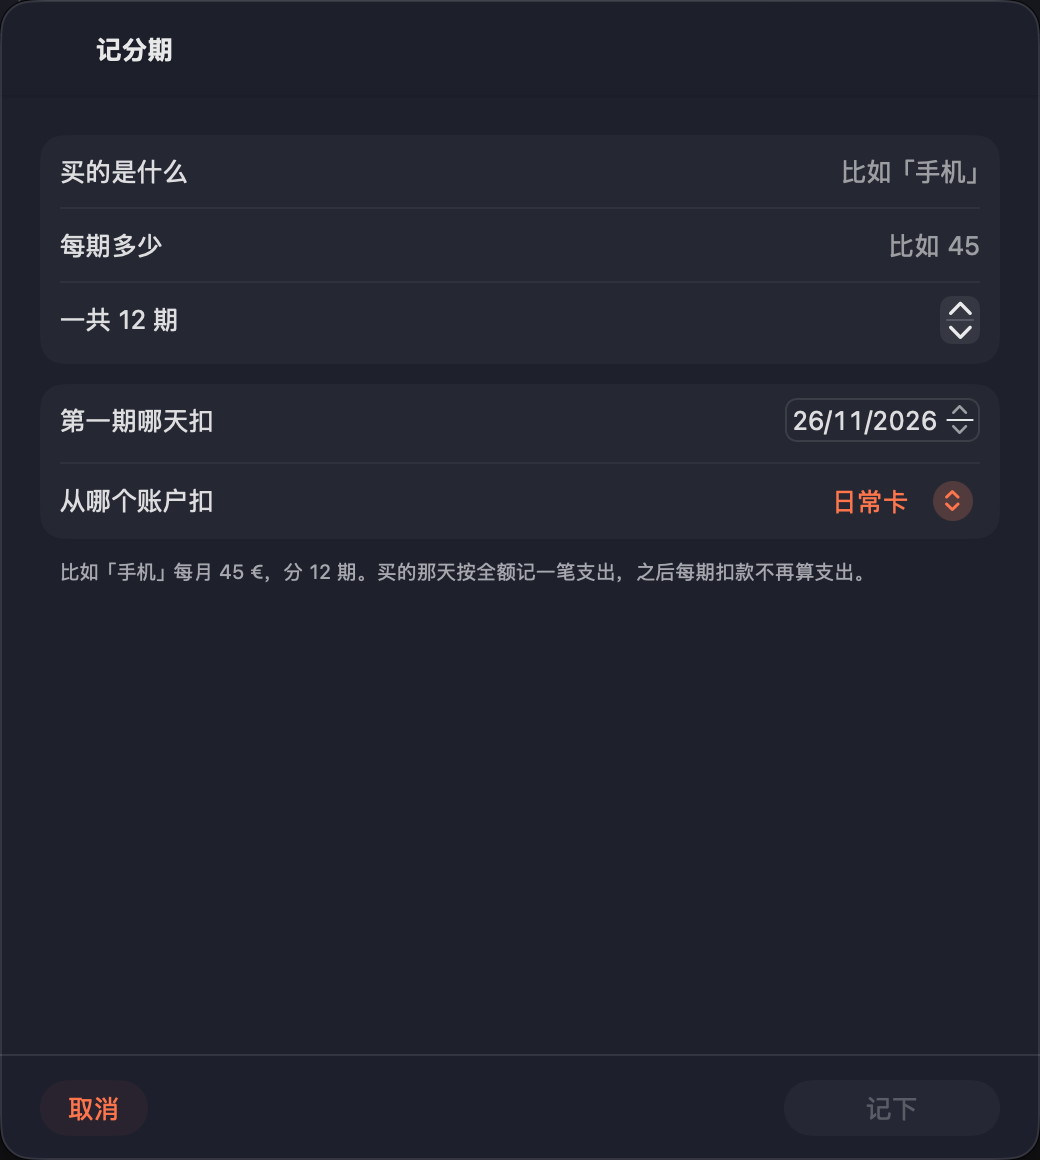 记分期
买的是什么 比如「手机」
每期多少 比如 45
一共 12 期
第一期哪天扣 26/11/2026
从哪个账户扣 日常卡
比如「手机」每月 45 €，分 12 期。买的那天按全额记一笔支出，之后每期扣款不再算支出。
取消 记下